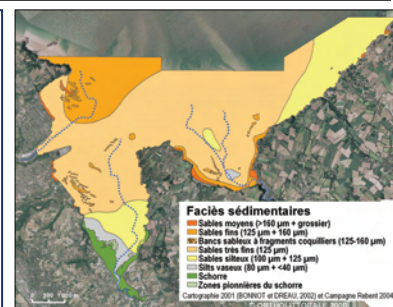 Faciès sédimentaires
Sables moyens (>160 µm + grossier)
Sables fins (125 µm + 160 µm)
Bancs sableux à fragments coquilliers (125-160 µm)
Sables très fins (125 µm)
Sables silteux (100 µm + 125 µm)
Silts vaseux (80 µm + <40 µm)
Schorre
Zones pionnières du schorre
Cartographie 2001 (BONNOT et DREAU, 2002) et Campagne Rebent 2004